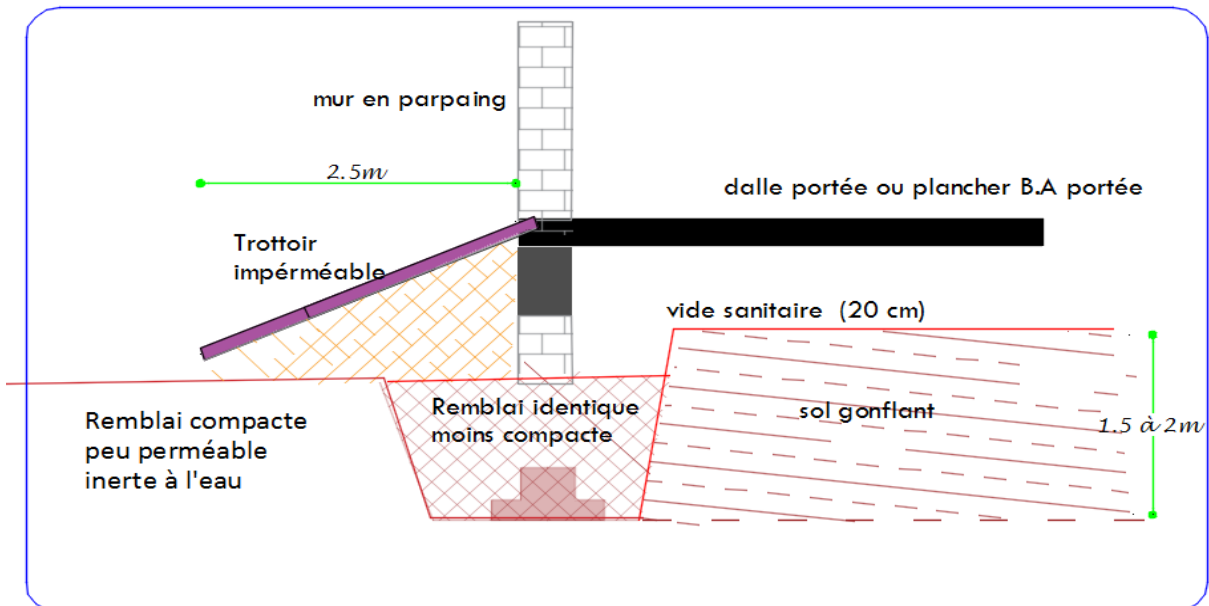 mur en parpaing
2.5m
dalle portée ou plancher B.A portée
Trottoir
impérméable
vide sanitaire (20 cm)
Remblai compacte
peu perméable
inerte à l'eau
Remblai identique
moins compacte
sol gonflant
1.5 à 2m